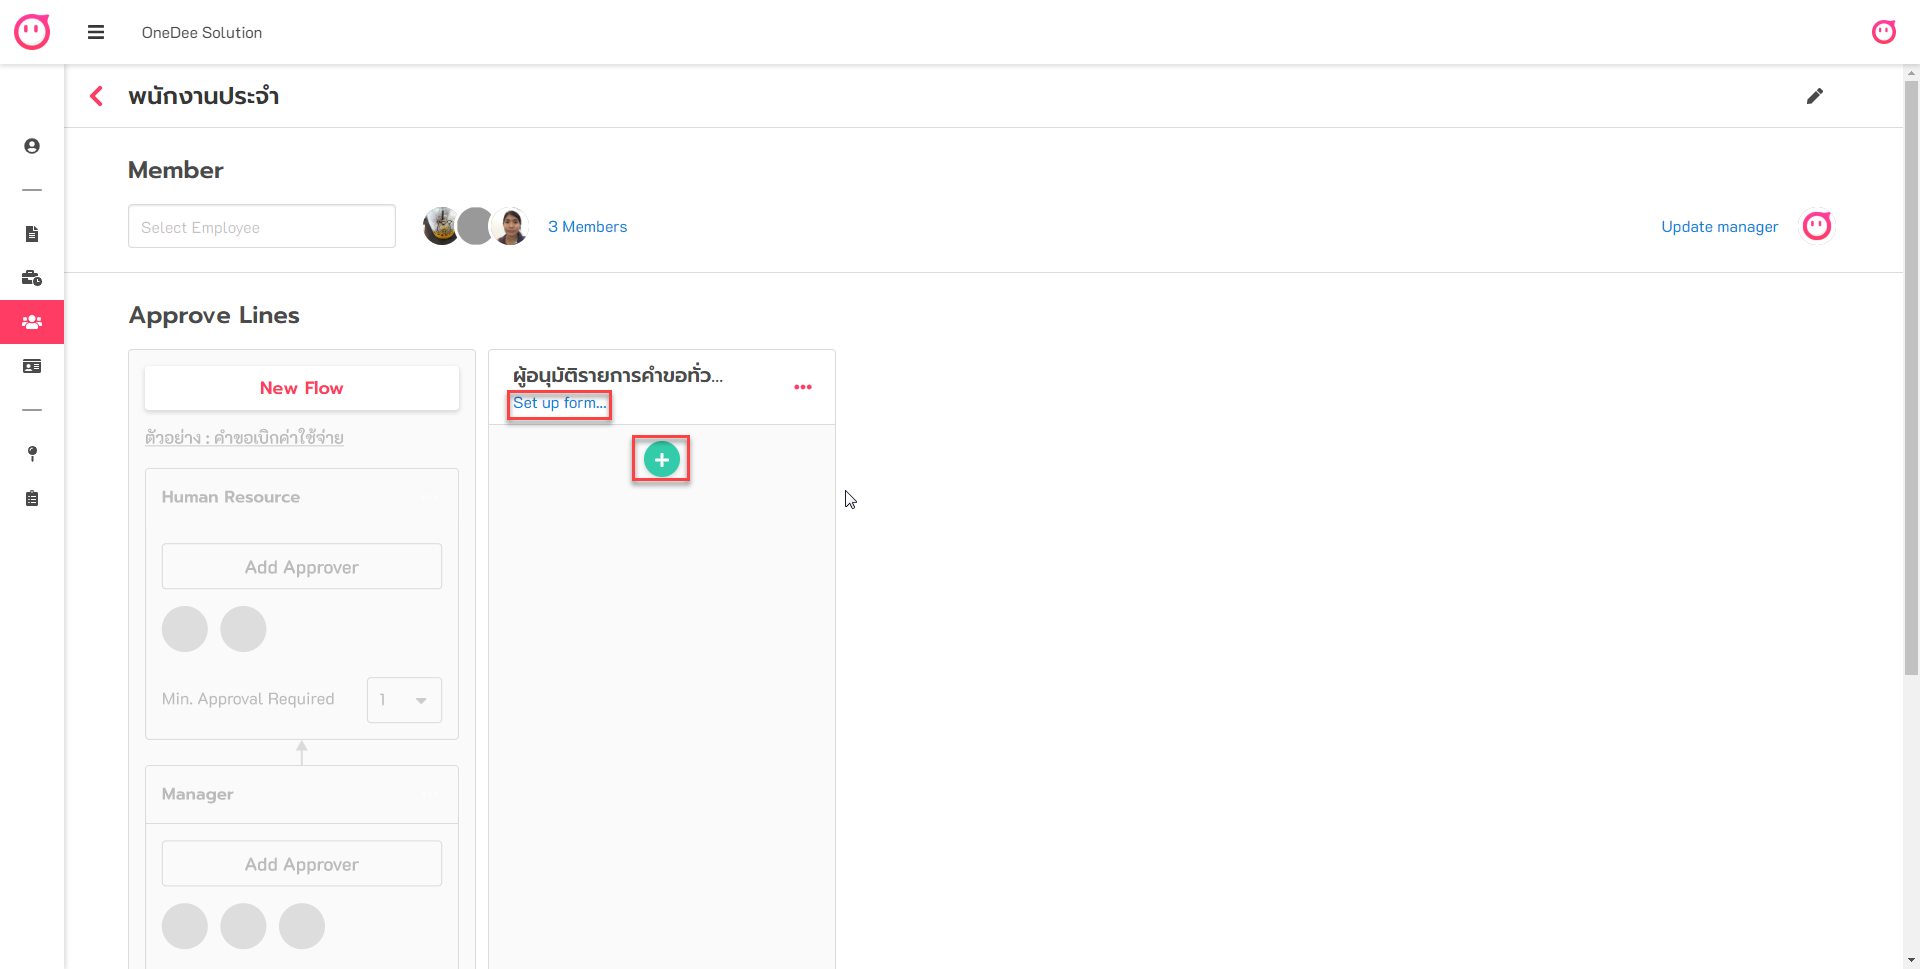 OneDee Solution
พนักงานประจำ
Member
Select Employee
3 Members
Update manager
Approve Lines
New Flow
ตัวอย่าง : คำขอเบิกค่าใช้จ่าย
Human Resource
Add Approver
Min. Approval Required
1
Manager
Add Approver
ผู้อนุมัติรายการคำขอทั่ว...
Set up form...